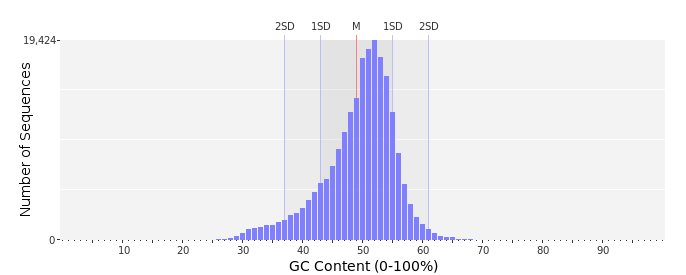 2SD 1SD M 1SD 2SD
19,424
Number of Sequences
0
10 20 30 40 50 60 70 80 90
GC Content (0-100%)